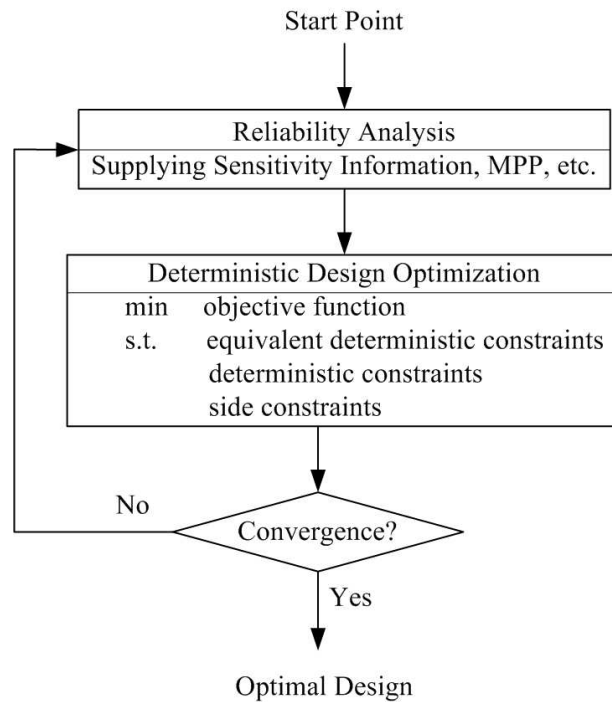 Start Point
Reliability Analysis
Supplying Sensitivity Information, MPP, etc.
Deterministic Design Optimization
min objective function
s.t. equivalent deterministic constraints
deterministic constraints
side constraints
No
Convergence?
Yes
Optimal Design